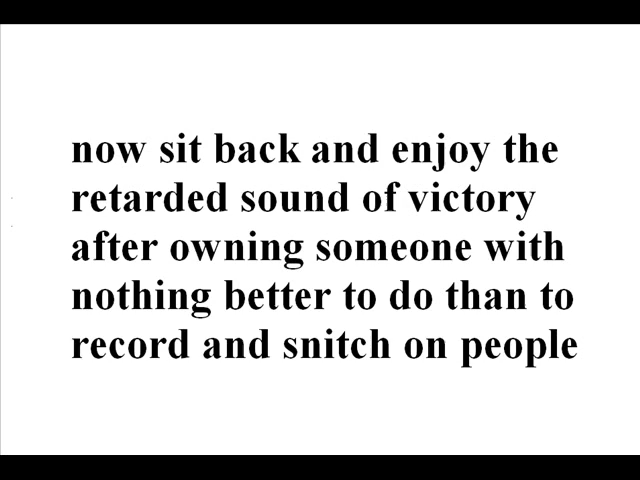 now sit back and enjoy the
retarded sound of victory
after owning someone with
nothing better to do than to
record and snitch on people